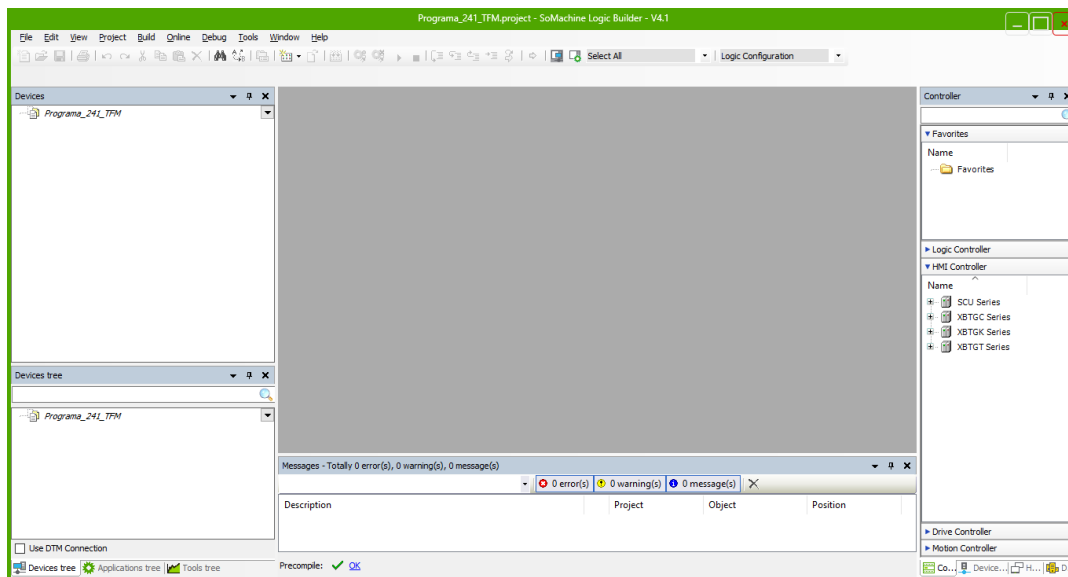 Programa_241_TFM.project - SoMachine Logic Builder - V4.1
File Edit View Project Build Online Debug Tools Window Help
Select All Logic Configuration
Devices
Programa_241_TFM
Devices tree
Programa_241_TFM
Use DTM Connection
Devices tree Applications tree Tools tree
Messages - Totally 0 error(s), 0 warning(s), 0 message(s)
0 error(s) 0 warning(s) 0 message(s)
Description Project Object Position
Precompile: OK
Controller
Favorites
Name
Favorites
Logic Controller
HMI Controller
Name
SCU Series
XBTGC Series
XBTGK Series
XBTGT Series
Drive Controller
Motion Controller
Co... Device... H... D